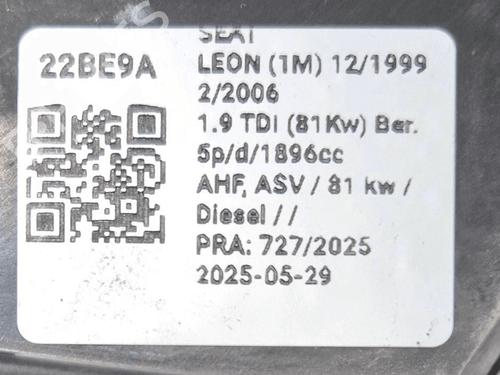 SEAT
22BE9A
LEON (1M) 12/1999
2/2006
1.9 TDI (81Kw) Ber.
5p/d/1896cc
AHF, ASV / 81 kw /
Diesel / /
PRA: 727/2025
2025-05-29